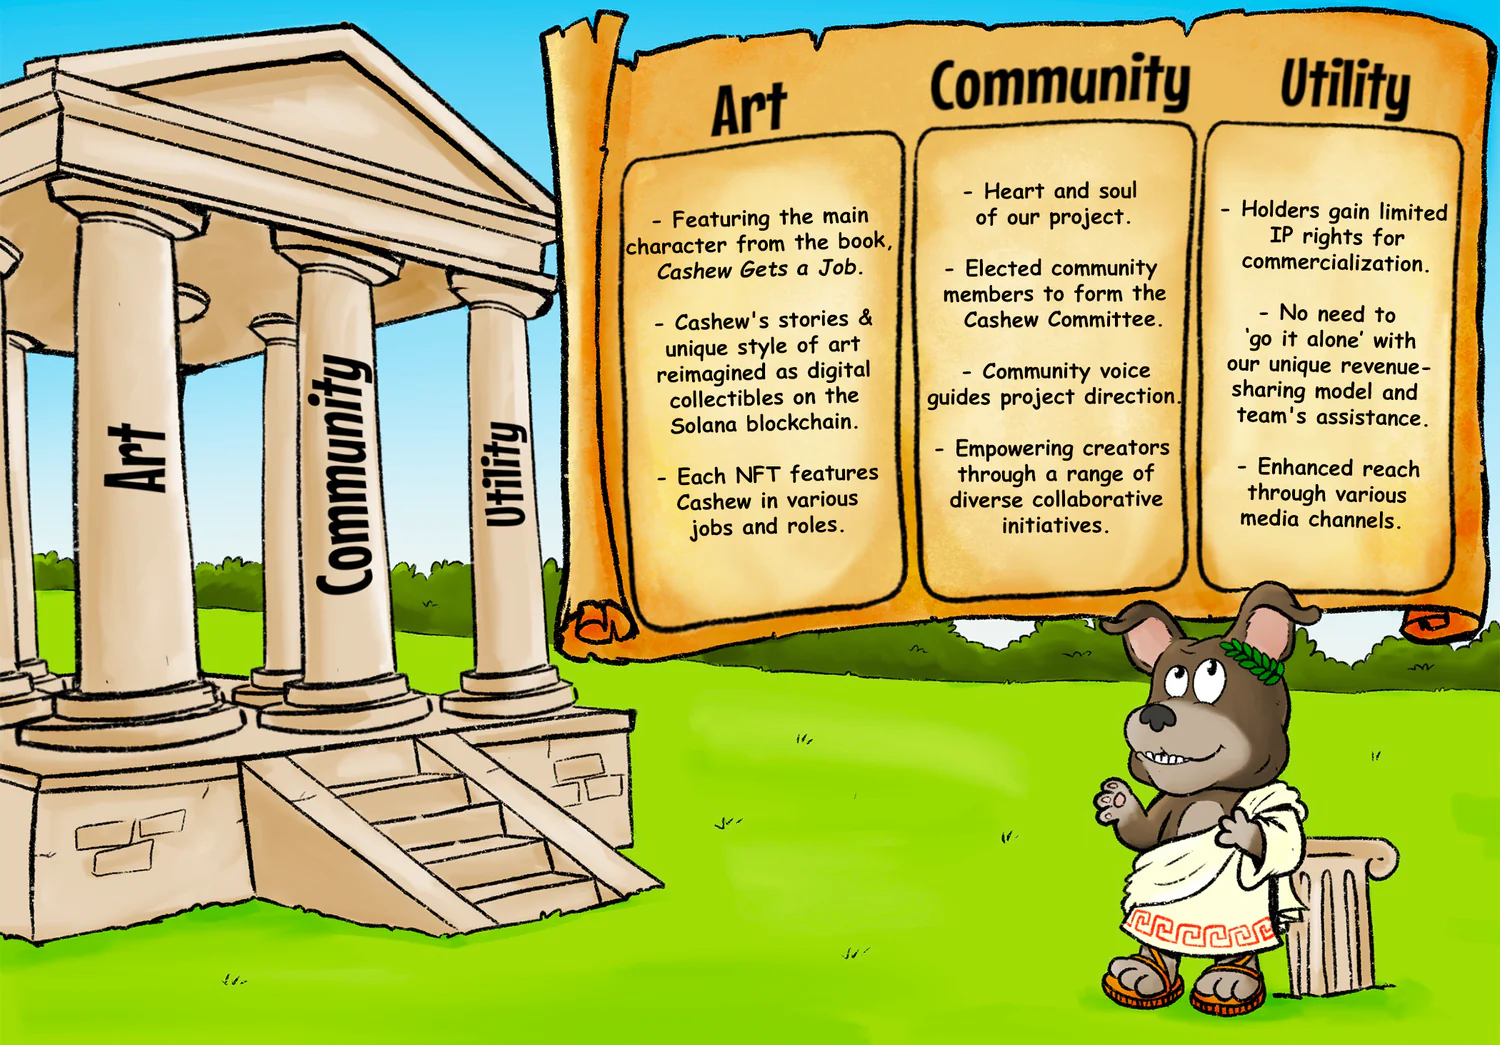 Art
Community
Utility
Art
- Featuring the main
character from the book,
Cashew Gets a Job.
- Cashew's stories &
unique style of art
reimagined as digital
collectibles on the
Solana blockchain.
- Each NFT features
Cashew in various
jobs and roles.
Community
- Heart and soul
of our project.
- Elected community
members to form the
Cashew Committee.
- Community voice
guides project direction.
- Empowering creators
through a range of
diverse collaborative
initiatives.
Utility
- Holders gain limited
IP rights for
commercialization.
- No need to
'go it alone' with
our unique revenue-
sharing model and
team's assistance.
- Enhanced reach
through various
media channels.